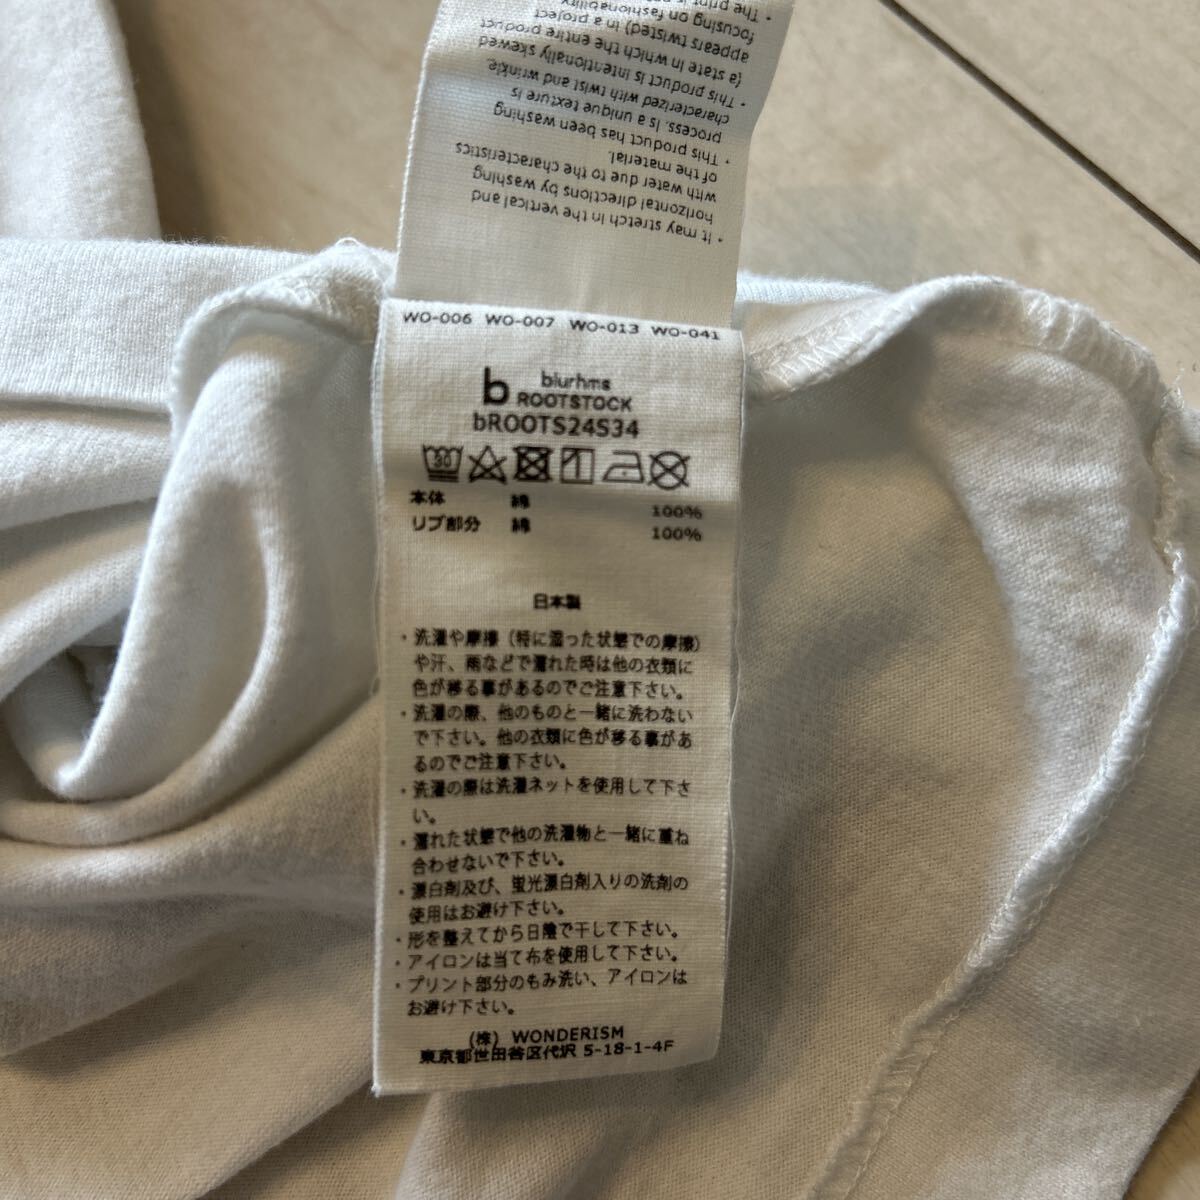 • It may stretch in the vertical and
horizontal directions by washing
with water due to the characteristics
of the material.
• This product has been washing
process. Is a unique texture is
characterized with twist and wrinkle.
• This product is intentionally skewed
(a state in which the entire product
appears twisted) in a project
focusing on fashionability
• The print is
WO-006 WO-007 WO-013 WO-041
b blurhms
ROOTSTOCK
bROOTS24S34
30
本体 綿 100%
リブ部分 綿 100%
日本製
・洗濯や摩擦（特に湿った状態での摩擦）
や汗、雨などで濡れた時は他の衣類に
色が移る事があるのでご注意下さい。
・洗濯の際、他のものと一緒に洗わない
で下さい。他の衣類に色が移る事があ
るのでご注意下さい。
・洗濯の際は洗濯ネットを使用して下さ
い。
・濡れた状態で他の洗濯物と一緒に重ね
合わせないで下さい。
・漂白剤及び、蛍光漂白剤入りの洗剤の
使用はお避け下さい。
・形を整えてから日陰で干して下さい。
・アイロンは当て布を使用して下さい。
・プリント部分のもみ洗い、アイロンは
お避け下さい。
(株) WONDERISM
東京都世田谷区代沢 5-18-1-4F